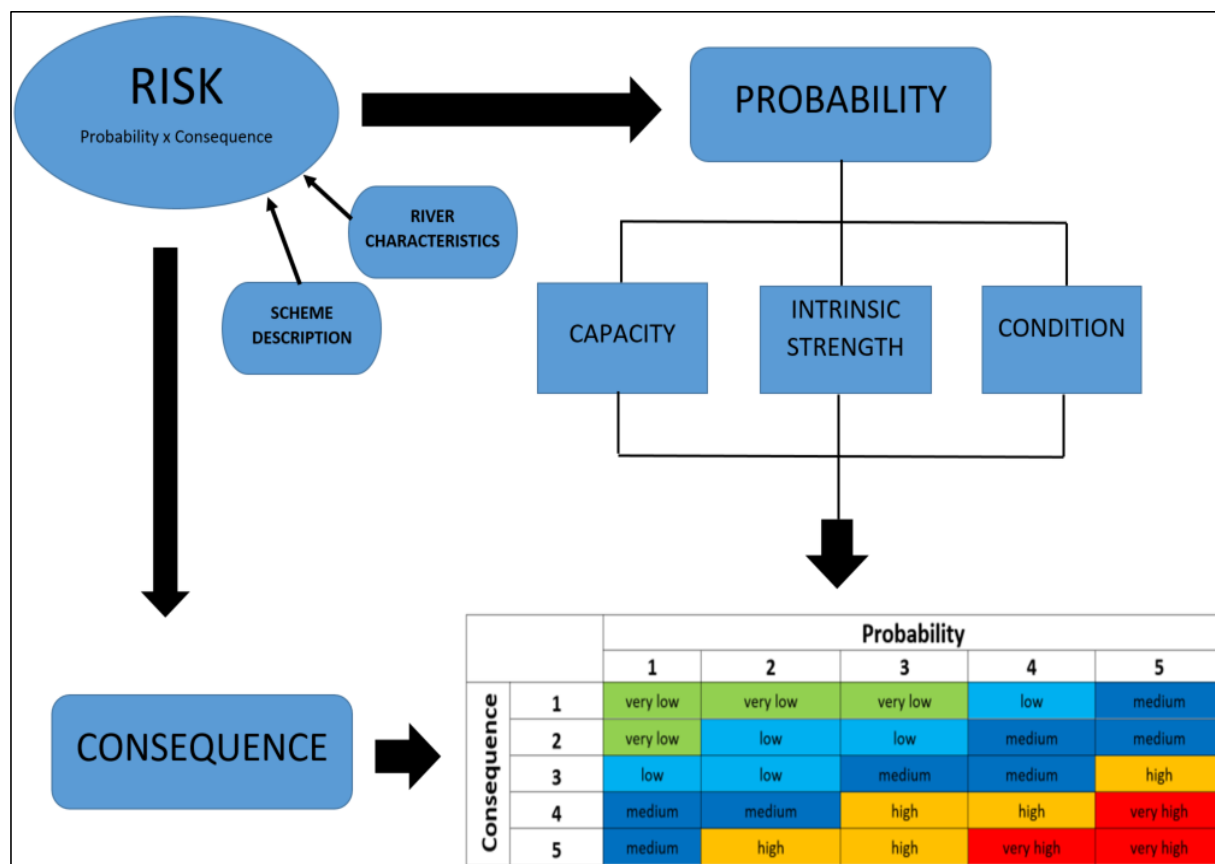 RISK
Probability x Consequence
PROBABILITY
RIVER
CHARACTERISTICS
SCHEME
DESCRIPTION
CAPACITY
INTRINSIC
STRENGTH
CONDITION
CONSEQUENCE
Probability
1 2 3 4 5
Consequence
1 very low very low very low low medium
2 very low low low medium medium
3 low low medium medium high
4 medium medium high high very high
5 medium high high very high very high